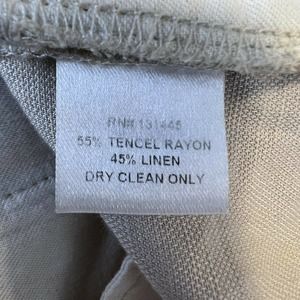 RN# 131445
55% TENCEL RAYON
45% LINEN
DRY CLEAN ONLY